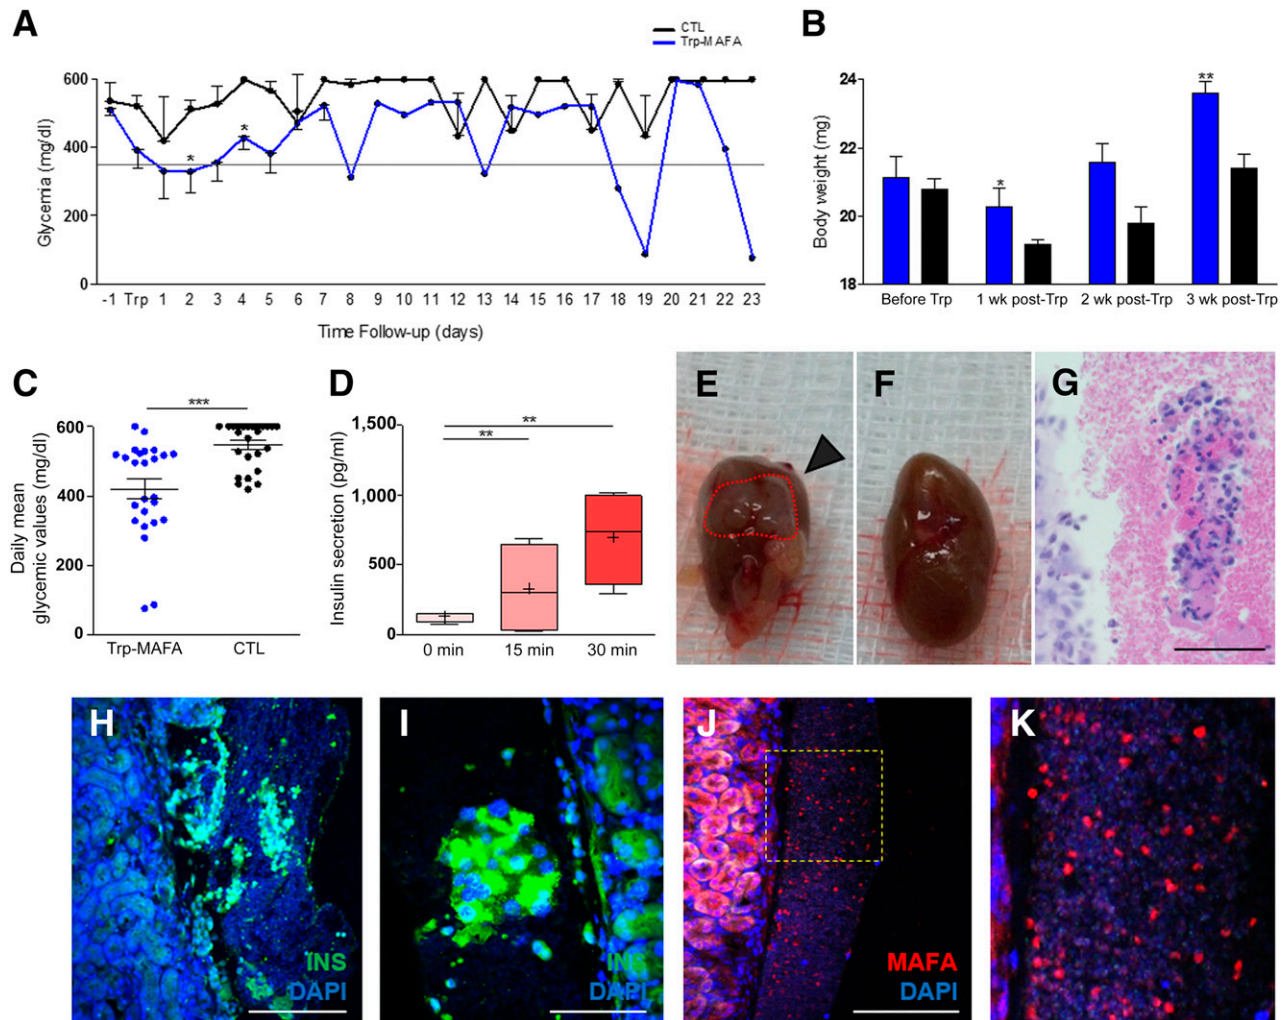 A
CTL
Trp-MAFA
Glycemia (mg/dl)
600
400
200
0
*
*
-1 Trp 1 2 3 4 5 6 7 8 9 10 11 12 13 14 15 16 17 18 19 20 21 22 23
Time Follow-up (days)
B
Body weight (mg)
24
22
20
18
*
**
Before Trp 1 wk post-Trp 2 wk post-Trp 3 wk post-Trp
C
Daily mean
glycemic values (mg/dl)
600
400
200
0
***
Trp-MAFA CTL
D
Insulin secretion (pg/ml)
1,500
1,000
500
0
**
**
0 min 15 min 30 min
E
F
G
H
INS
DAPI
I
INS
DAPI
J
MAFA
DAPI
K